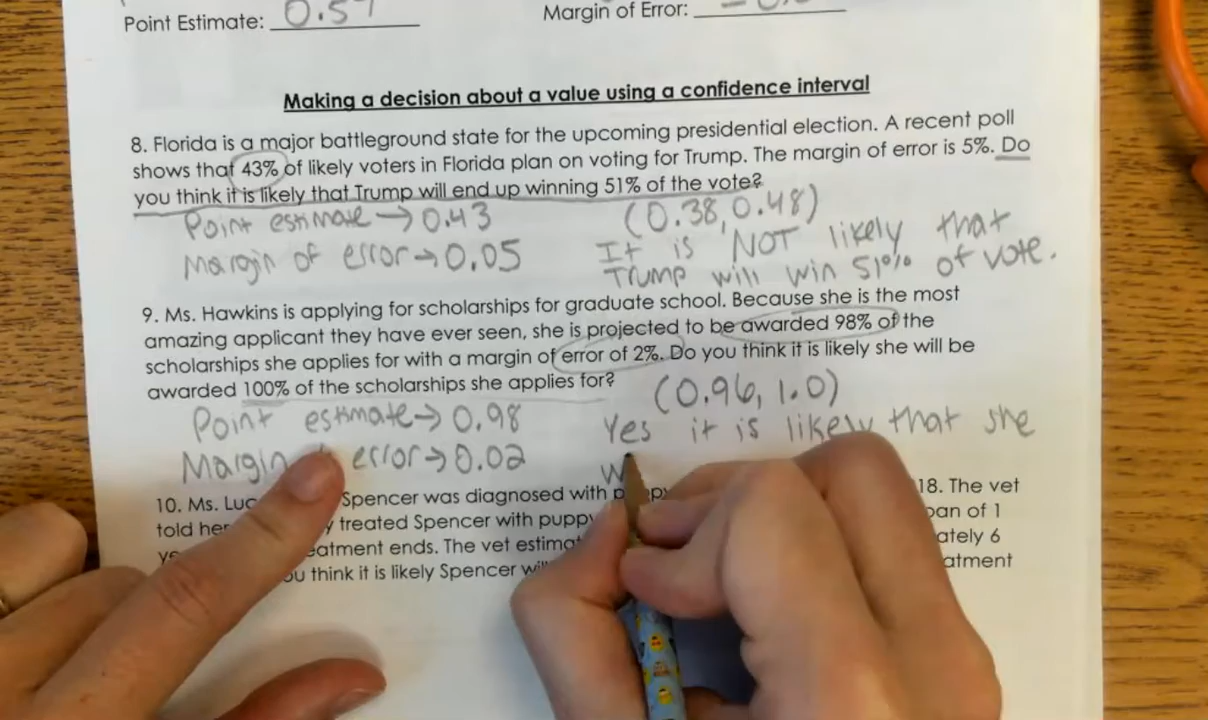 Point Estimate: 0.57
Margin of Error:
Making a decision about a value using a confidence interval
8. Florida is a major battleground state for the upcoming presidential election. A recent poll
shows that 43% of likely voters in Florida plan on voting for Trump. The margin of error is 5%. Do
you think it is likely that Trump will end up winning 51% of the vote?
Point estimate → 0.43
Margin of error → 0.05
(0.38, 0.48)
It is NOT likely that
Trump will win 51% of vote.
9. Ms. Hawkins is applying for scholarships for graduate school. Because she is the most
amazing applicant they have ever seen, she is projected to be awarded 98% of the
scholarships she applies for with a margin of error of 2%. Do you think it is likely she will be
awarded 100% of the scholarships she applies for?
Point estimate → 0.98
Margin error → 0.02
(0.96, 1.0)
Yes it is likely that she
10. Ms. Spencer was diagnosed with 18. The vet
told her treated Spencer with puppy of 1
treatment ends. The vet 6
think it is likely Spencer